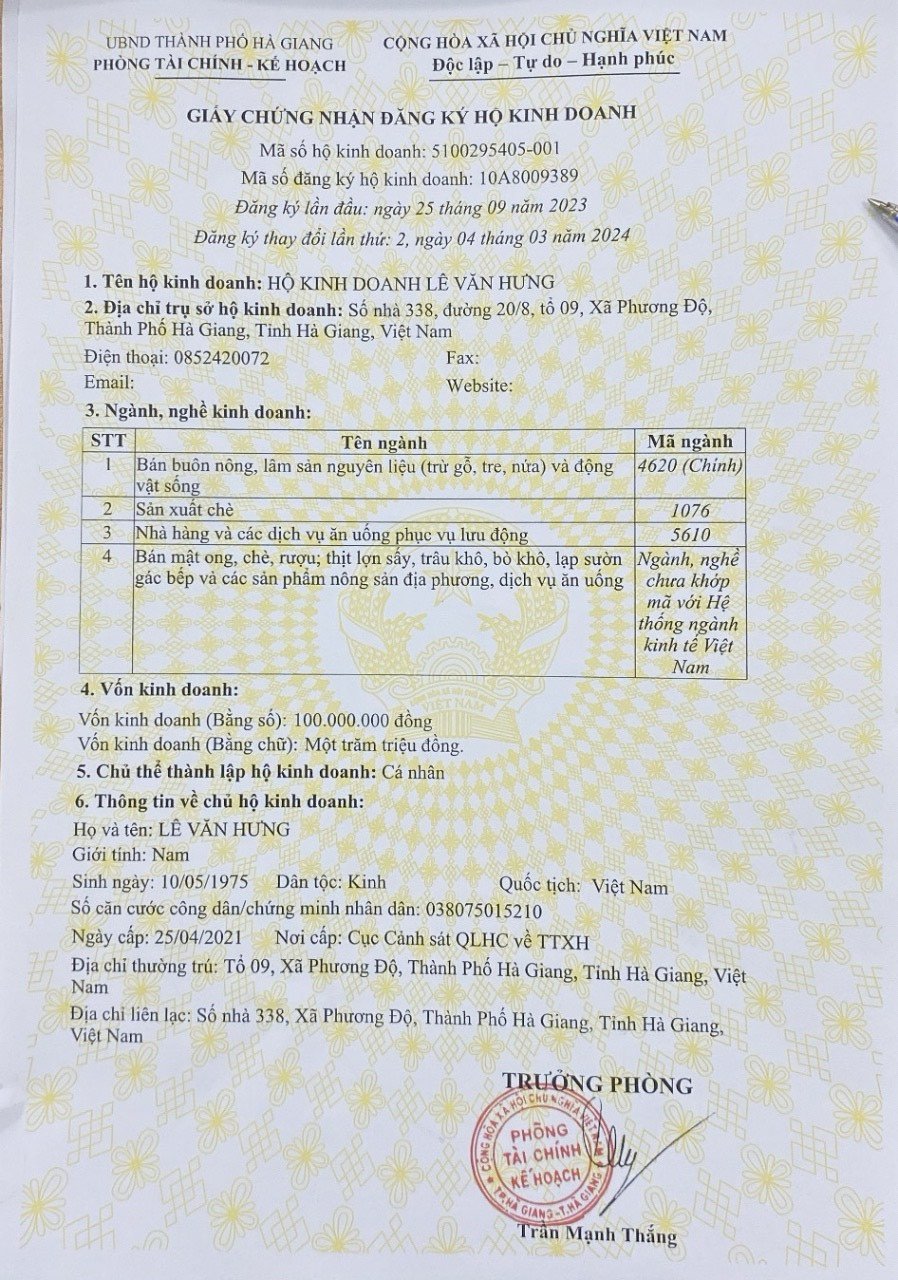 UBND THÀNH PHỐ HÀ GIANG
PHÒNG TÀI CHÍNH - KẾ HOẠCH
CỘNG HÒA XÃ HỘI CHỦ NGHĨA VIỆT NAM
Độc lập – Tự do – Hạnh phúc
GIẤY CHỨNG NHẬN ĐĂNG KÝ HỘ KINH DOANH
Mã số hộ kinh doanh: 5100295405-001
Mã số đăng ký hộ kinh doanh: 10A8009389
Đăng ký lần đầu: ngày 25 tháng 09 năm 2023
Đăng ký thay đổi lần thứ: 2, ngày 04 tháng 03 năm 2024
1. Tên hộ kinh doanh: HỘ KINH DOANH LÊ VĂN HƯNG
2. Địa chỉ trụ sở hộ kinh doanh: Số nhà 338, đường 20/8, tổ 09, Xã Phương Độ,
Thành Phố Hà Giang, Tỉnh Hà Giang, Việt Nam
Điện thoại: 0852420072 Fax:
Email: Website:
3. Ngành, nghề kinh doanh:
STT Tên ngành Mã ngành
1 Bán buôn nông, lâm sản nguyên liệu (trừ gỗ, tre, nứa) và động 4620 (Chính)
vật sống
2 Sản xuất chè 1076
3 Nhà hàng và các dịch vụ ăn uống phục vụ lưu động 5610
4 Bán mật ong, chè, rượu; thịt lợn sấy, trâu khô, bò khô, lạp sườn Ngành, nghề
gác bếp và các sản phẩm nông sản địa phương, dịch vụ ăn uống chưa khớp
mã với Hệ
thống ngành
kinh tế Việt
Nam
VIỆT NAM
4. Vốn kinh doanh:
Vốn kinh doanh (Bằng số): 100.000.000 đồng
Vốn kinh doanh (Bằng chữ): Một trăm triệu đồng.
5. Chủ thể thành lập hộ kinh doanh: Cá nhân
6. Thông tin về chủ hộ kinh doanh:
Họ và tên: LÊ VĂN HƯNG
Giới tính: Nam
Sinh ngày: 10/05/1975 Dân tộc: Kinh Quốc tịch: Việt Nam
Số căn cước công dân/chứng minh nhân dân: 038075015210
Ngày cấp: 25/04/2021 Nơi cấp: Cục Cảnh sát QLHC về TTXH
Địa chỉ thường trú: Tổ 09, Xã Phương Độ, Thành Phố Hà Giang, Tỉnh Hà Giang, Việt
Nam
Địa chỉ liên lạc: Số nhà 338, Xã Phương Độ, Thành Phố Hà Giang, Tỉnh Hà Giang,
Việt Nam
TRƯỞNG PHÒNG
CỘNG HÒA XÃ HỘI CHỦ NGHĨA VIỆT NAM
PHÒNG
TÀI CHÍNH
KẾ HOẠCH
TP.HÀ GIANG-T.HÀ GIANG
Trần Mạnh Thắng